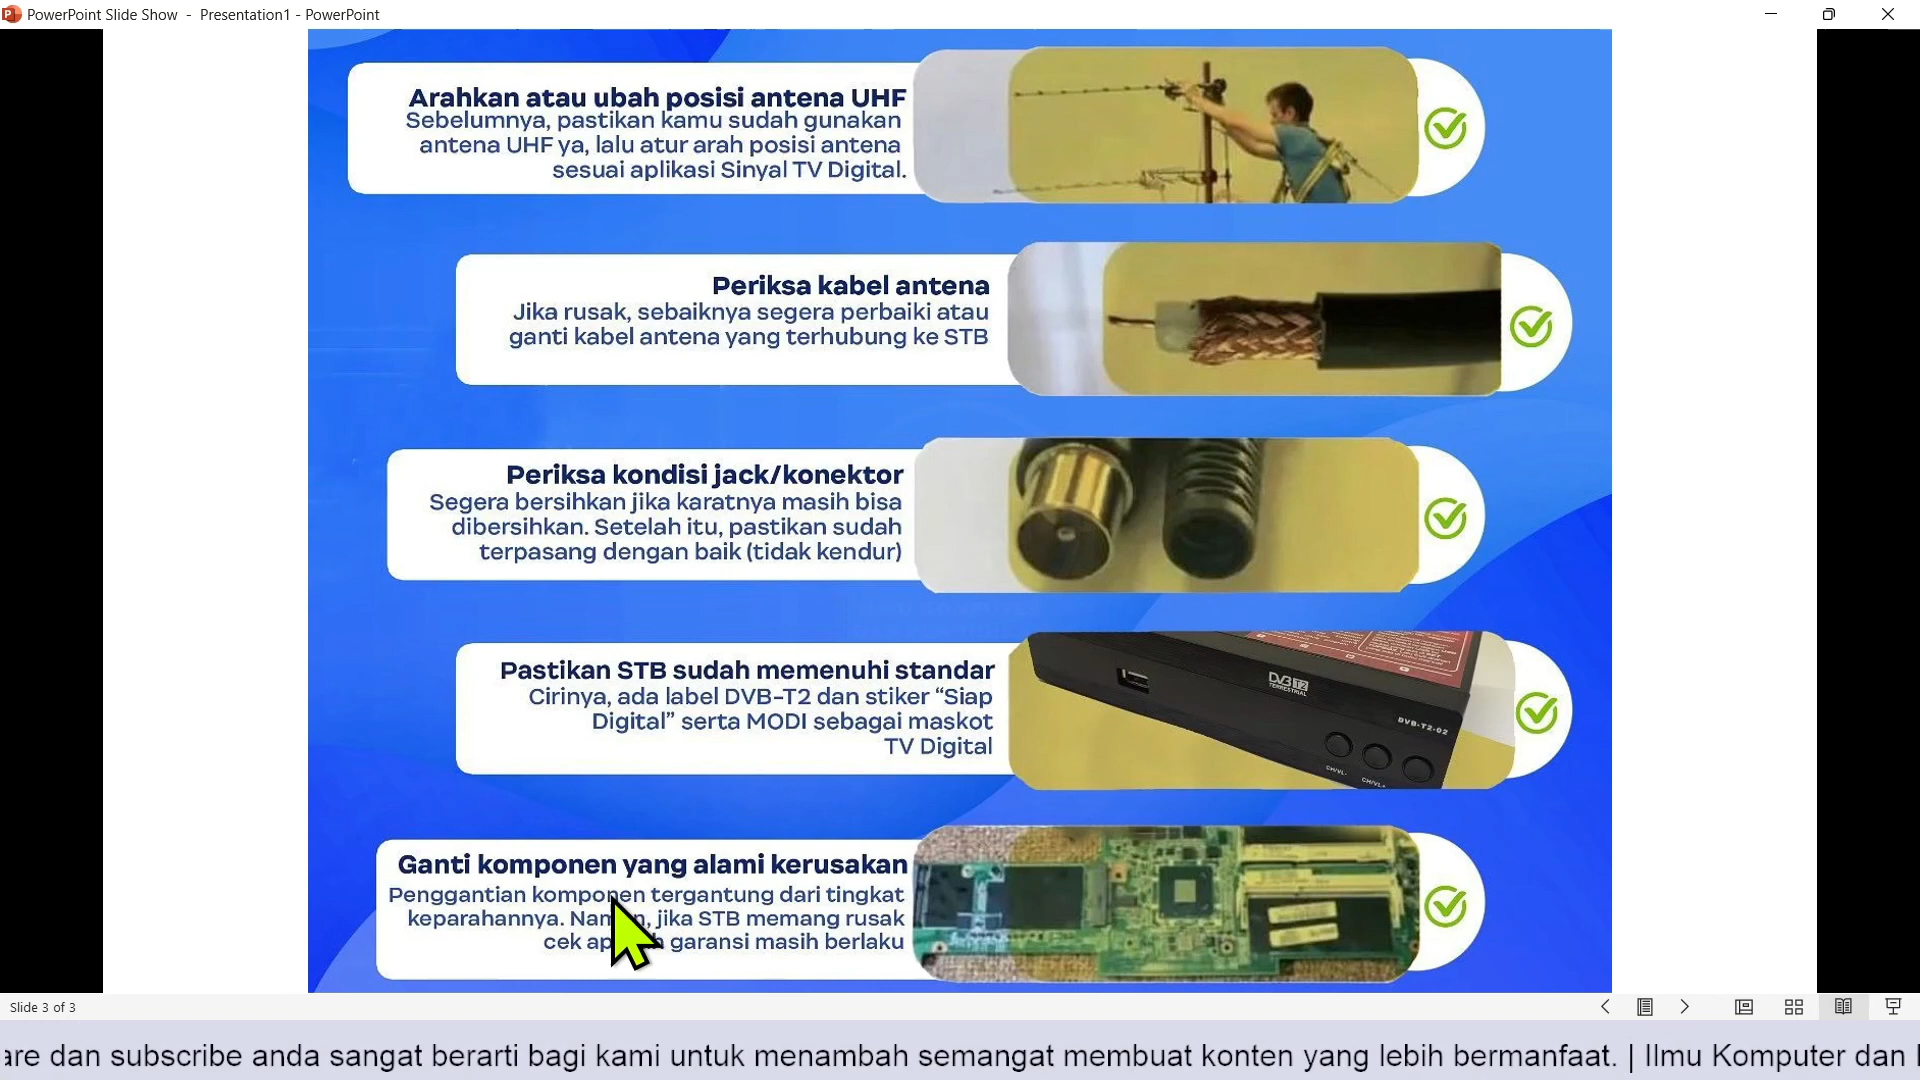 PowerPoint Slide Show - Presentation1 - PowerPoint
Arahkan atau ubah posisi antena UHF
Sebelumnya, pastikan kamu sudah gunakan
antena UHF ya, lalu atur arah posisi antena
sesuai aplikasi Sinyal TV Digital.
Periksa kabel antena
Jika rusak, sebaiknya segera perbaiki atau
ganti kabel antena yang terhubung ke STB
Periksa kondisi jack/konektor
Segera bersihkan jika karatnya masih bisa
dibersihkan. Setelah itu, pastikan sudah
terpasang dengan baik (tidak kendur)
Pastikan STB sudah memenuhi standar
Cirinya, ada label DVB-T2 dan stiker “Siap
Digital” serta MODI sebagai maskot
TV Digital
DVB T2
TERRESTRIAL
DVB-T2-02
CH/VL-
CH/VL+
Ganti komponen yang alami kerusakan
Penggantian komponen tergantung dari tingkat
keparahannya. jika STB memang rusak
cek garansi masih berlaku
Slide 3 of 3
are dan subscribe anda sangat berarti bagi kami untuk menambah semangat membuat konten yang lebih bermanfaat. | Ilmu Komputer dan